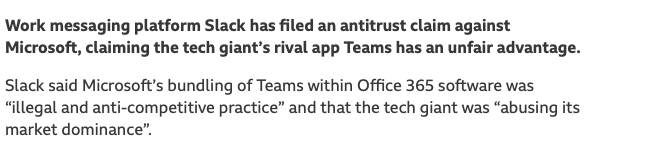 Work messaging platform Slack has filed an antitrust claim against
Microsoft, claiming the tech giant’s rival app Teams has an unfair advantage.
Slack said Microsoft’s bundling of Teams within Office 365 software was
“illegal and anti-competitive practice” and that the tech giant was “abusing its
market dominance”.